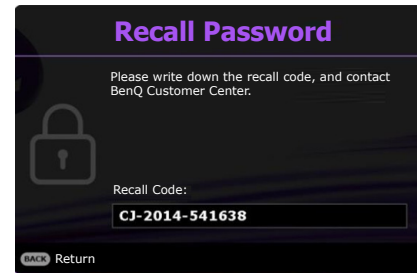 Recall Password
Please write down the recall code, and contact
BenQ Customer Center.
Recall Code:
CJ-2014-541638
BACK Return